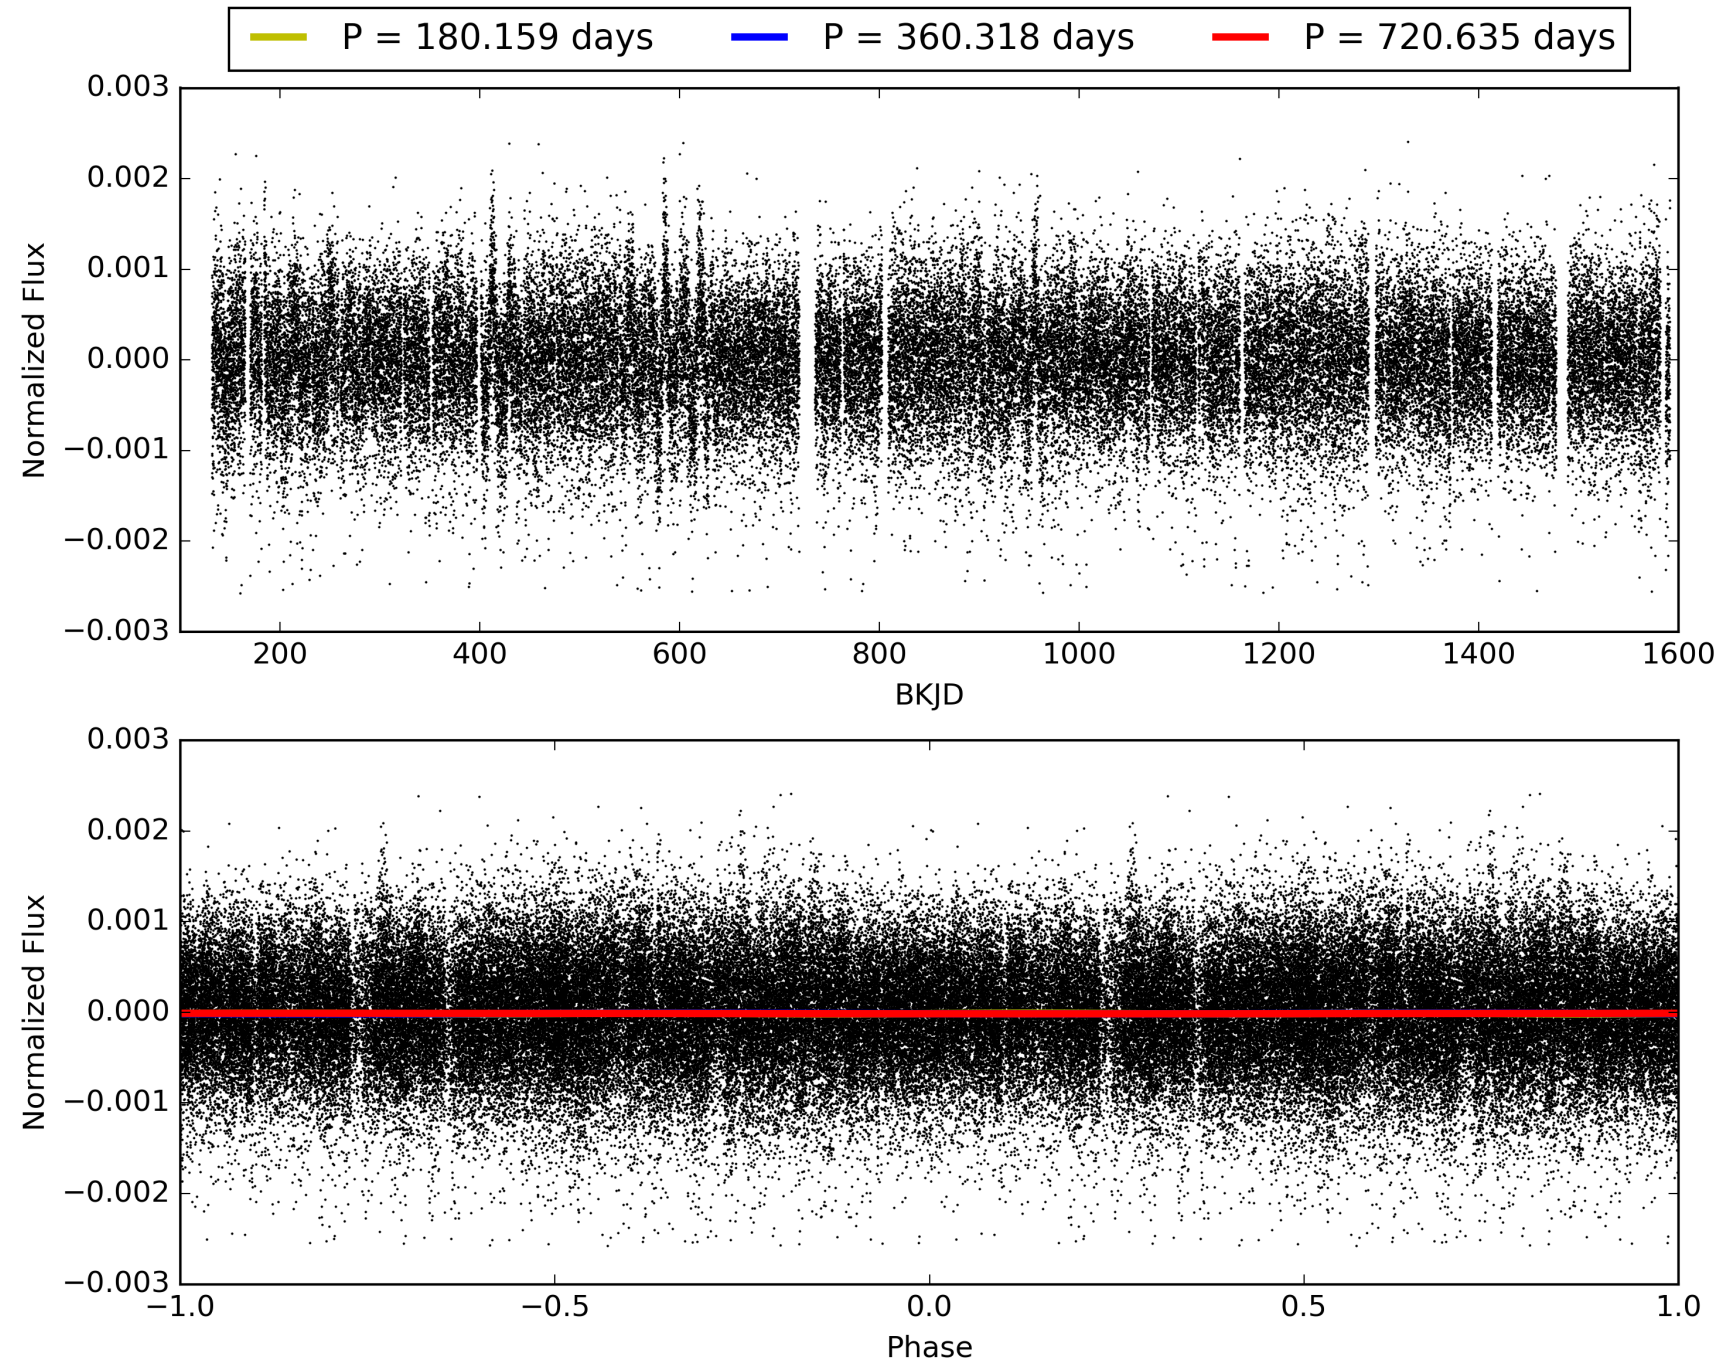 P = 180.159 days P = 360.318 days P = 720.635 days
0.003
0.002
0.001
0.000
−0.001
−0.002
−0.003
Normalized Flux
200 400 600 800 1000 1200 1400 1600
BKJD
0.003
0.002
0.001
0.000
−0.001
−0.002
−0.003
Normalized Flux
−1.0 −0.5 0.0 0.5 1.0
Phase